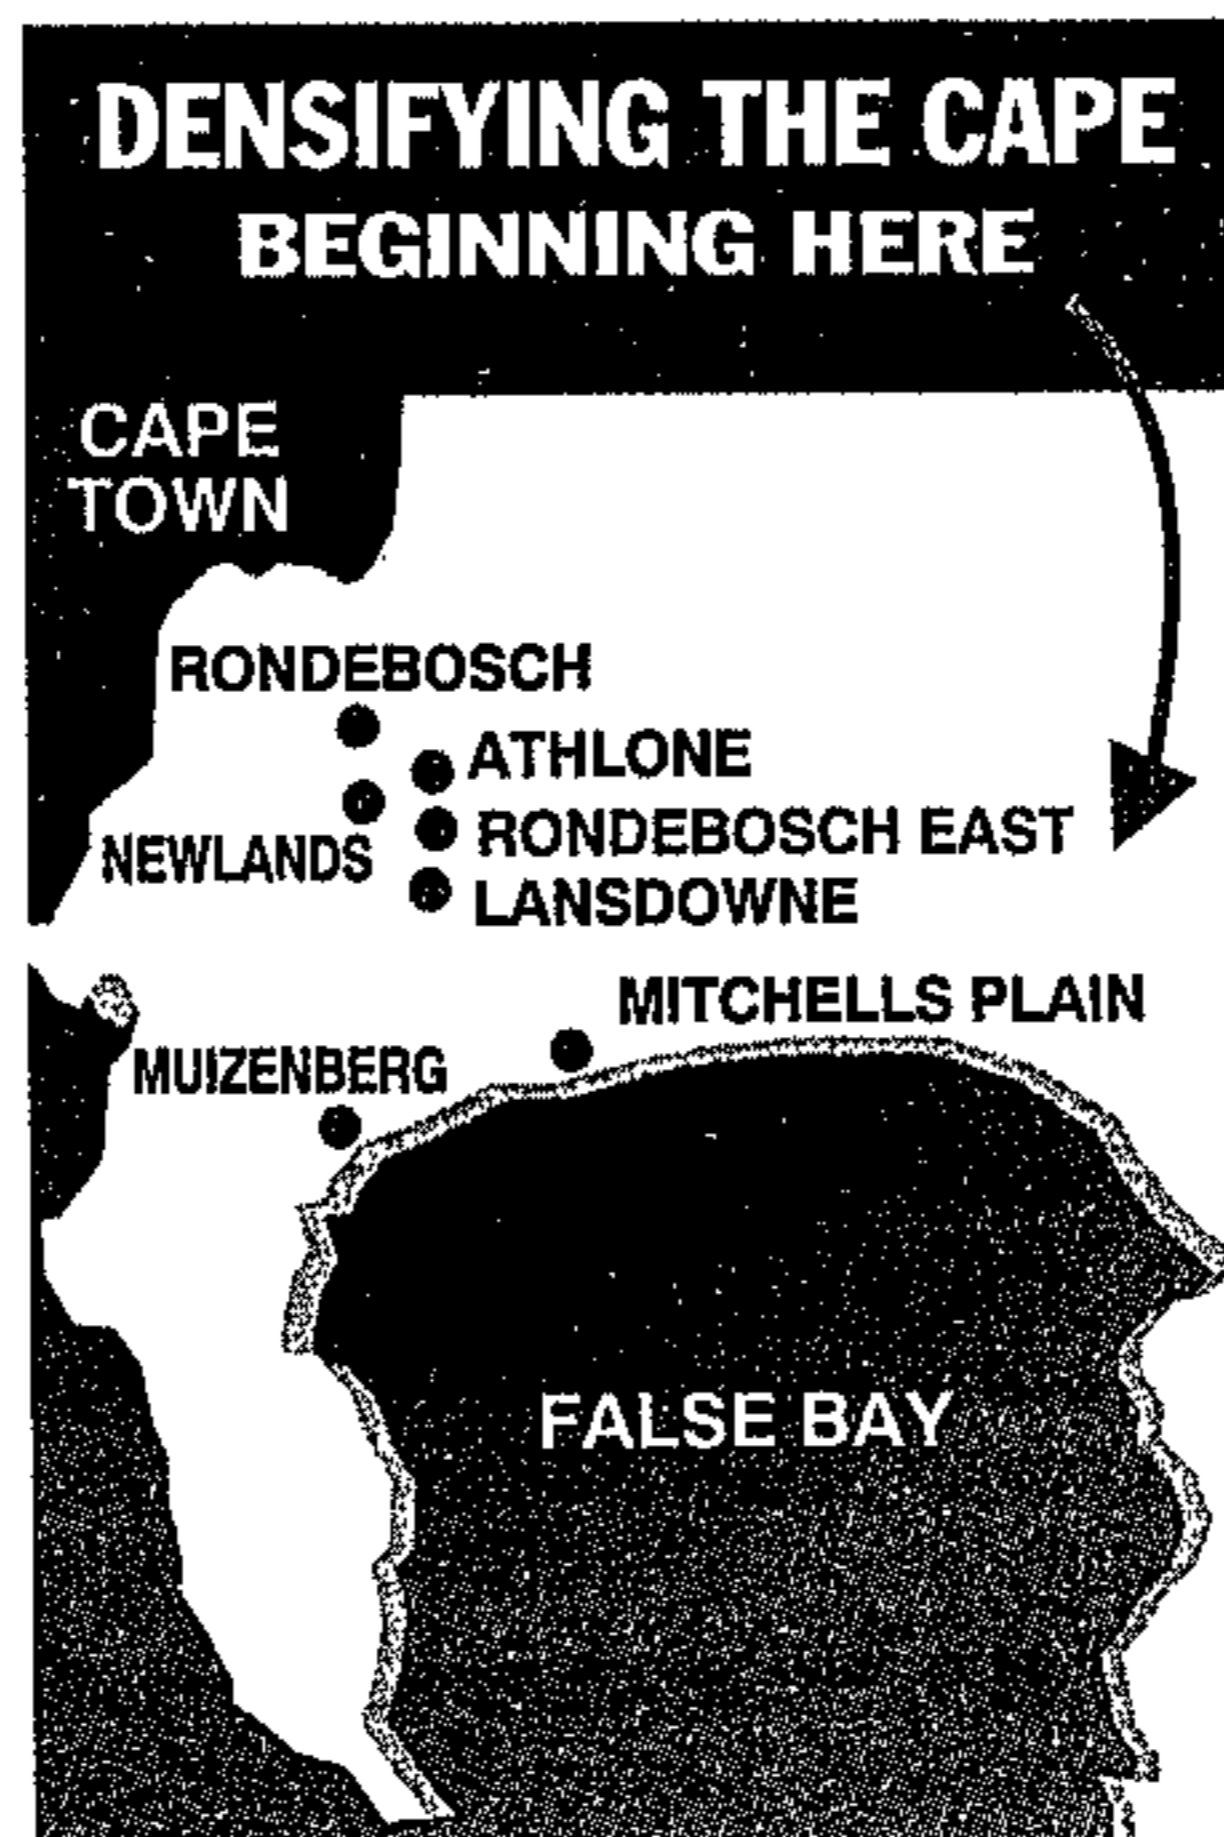 DENSIFYING THE CAPE
BEGINNING HERE
CAPE
TOWN
RONDEBOSCH
ATHLONE
NEWLANDS
RONDEBOSCH EAST
LANSDOWNE
MITCHELLS PLAIN
MUIZENBERG
FALSE BAY